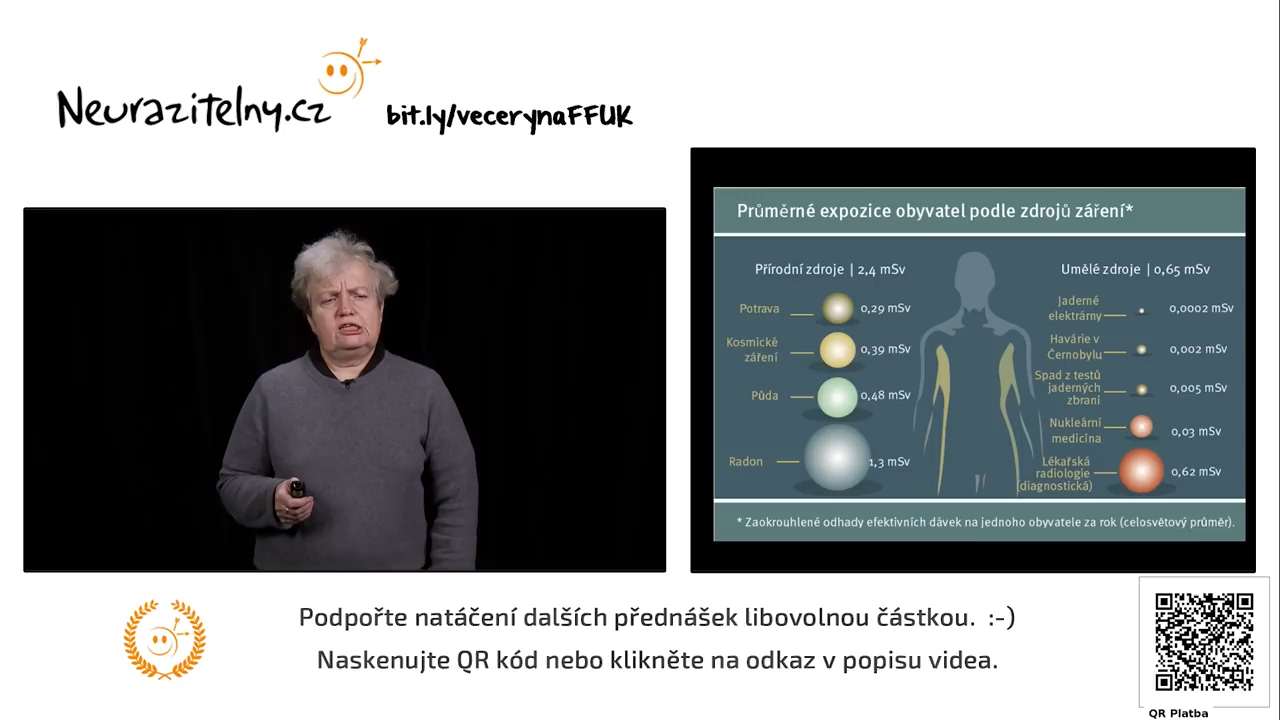 Neurazitelny.cz
bit.ly/vecerynaFFUK
Průměrné expozice obyvatel podle zdrojů záření*
Přírodní zdroje | 2,4 mSv
Potrava
0,29 mSv
Kosmické
záření
0,39 mSv
Půda
0,48 mSv
Radon
1,3 mSv
Umělé zdroje | 0,65 mSv
Jaderné
elektrárny
0,0002 mSv
Havárie v
Černobylu
0,002 mSv
Spad z testů
jaderných
zbraní
0,005 mSv
Nukleární
medicína
0,03 mSv
Lékařská
radiologie
(diagnostická)
0,62 mSv
* Zaokrouhlené odhady efektivních dávek na jednoho obyvatele za rok (celosvětový průměr).
Podpořte natáčení dalších přednášek libovolnou částkou. :-)
Naskenujte QR kód nebo klikněte na odkaz v popisu videa.
QR Platba